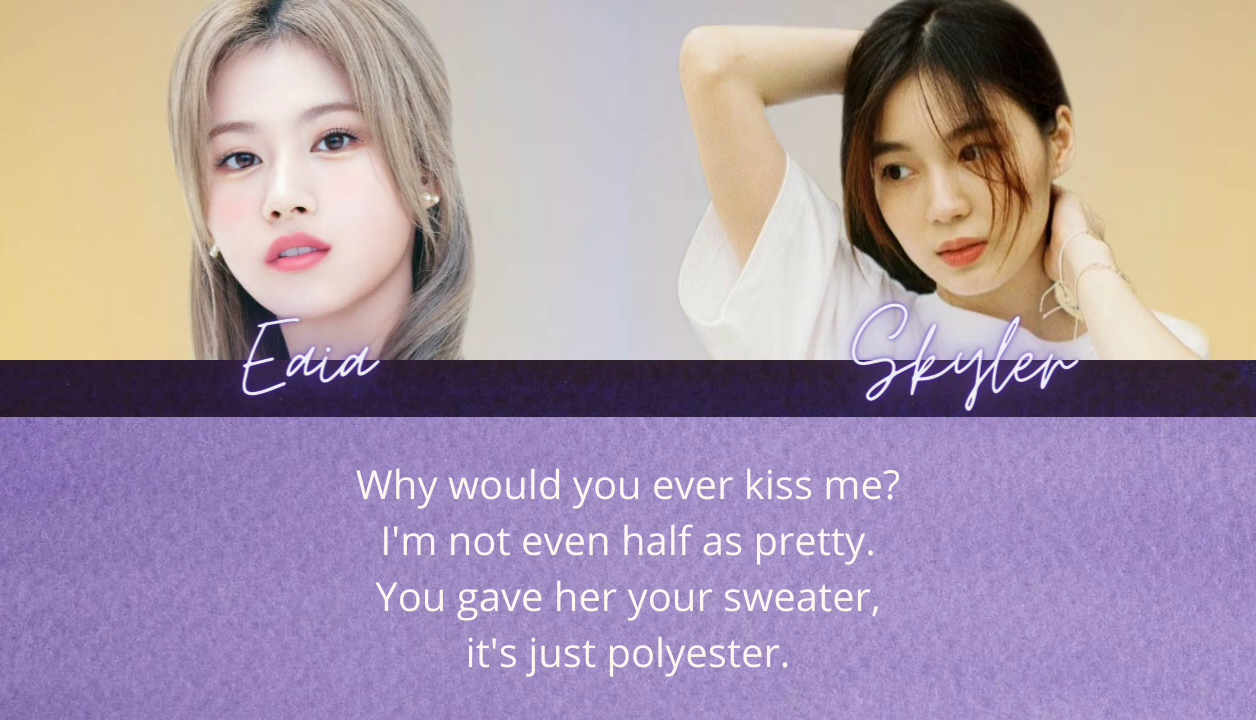 Eaia
Skyler
Why would you ever kiss me?
I'm not even half as pretty.
You gave her your sweater,
it's just polyester.